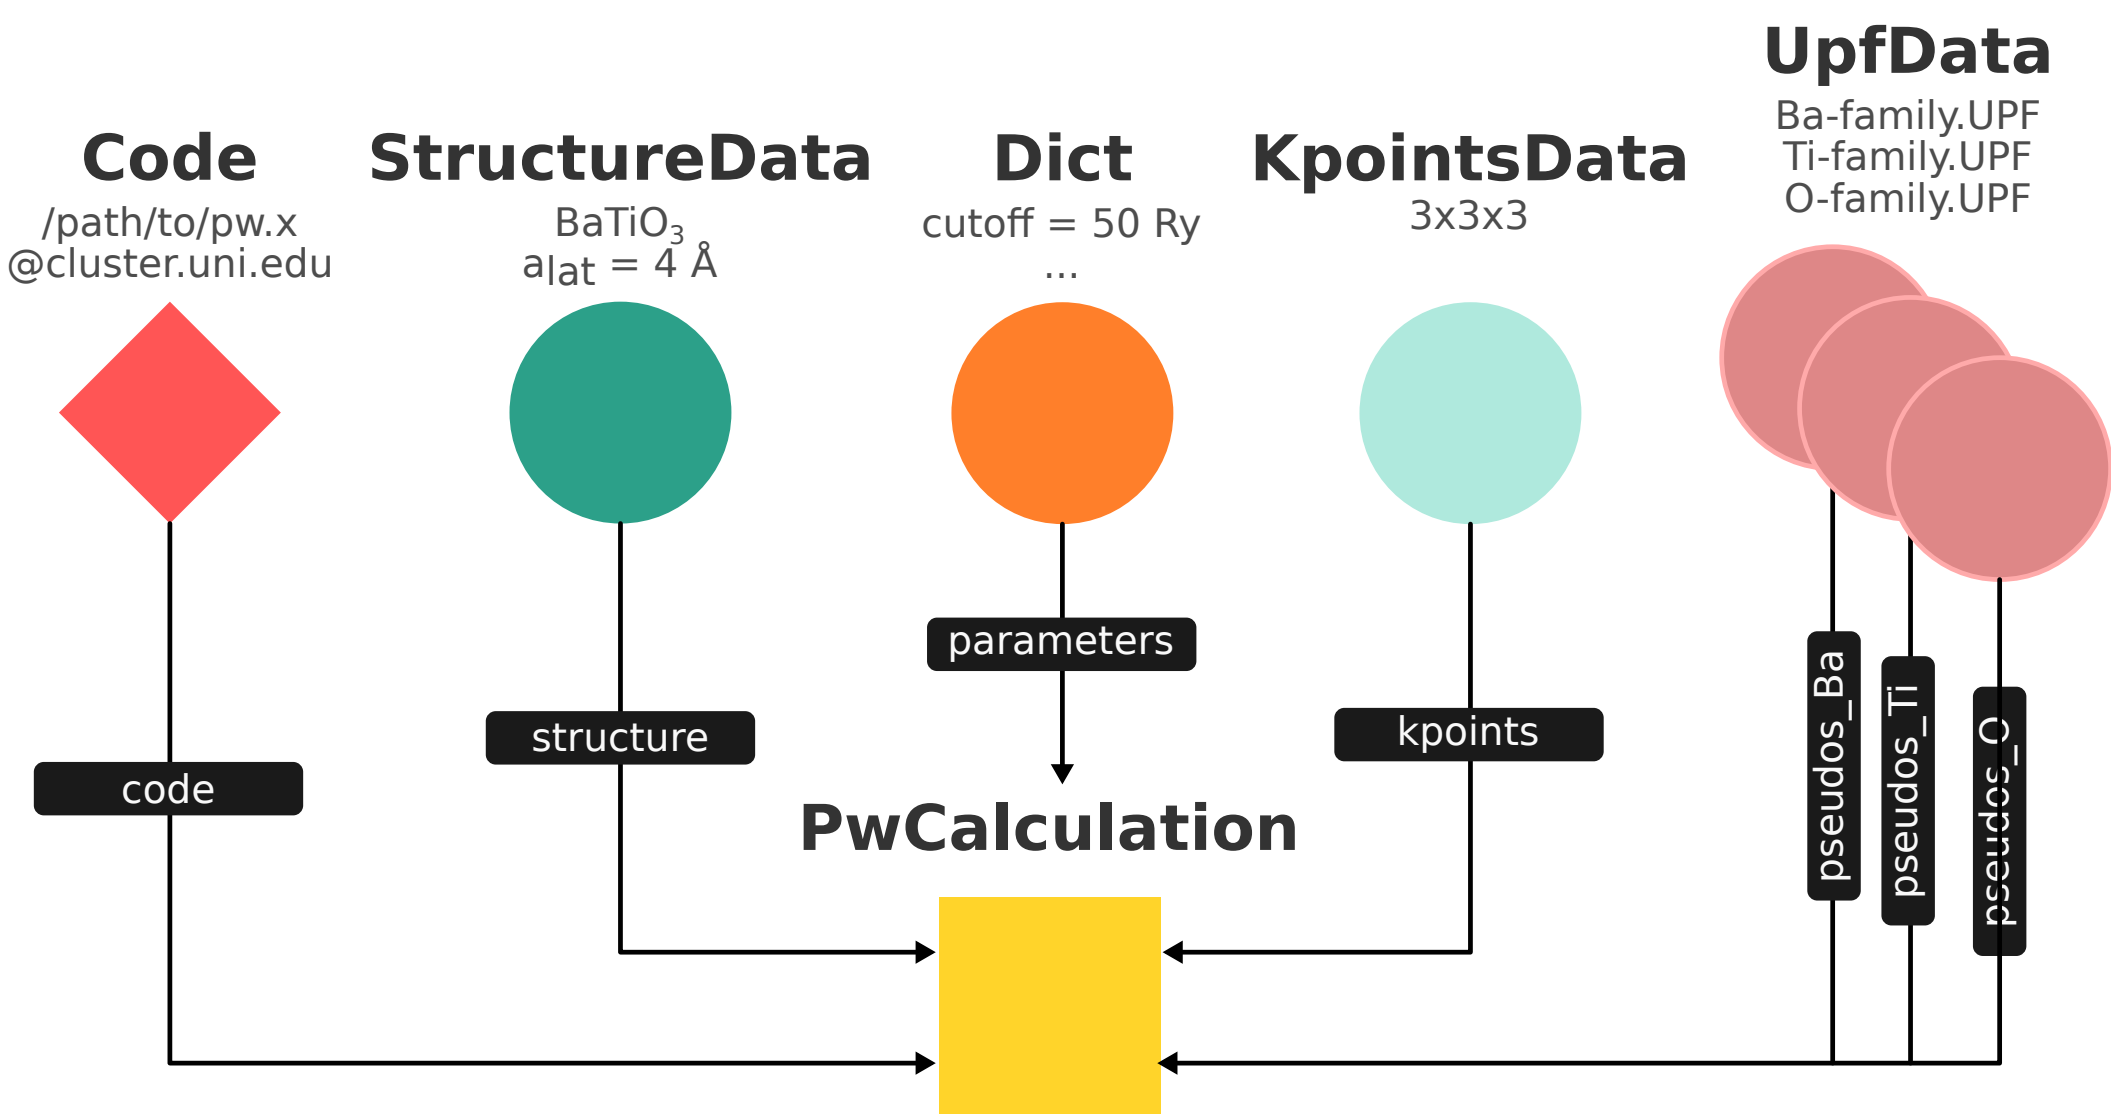 UpfData
Ba-family.UPF
Ti-family.UPF
O-family.UPF
Code
/path/to/pw.x
@cluster.uni.edu
StructureData
BaTiO₃
alat = 4 Å
Dict
cutoff = 50 Ry
...
KpointsData
3x3x3
parameters
structure
kpoints
code
pseudos_Ba
pseudos_Ti
pseudos_O
PwCalculation